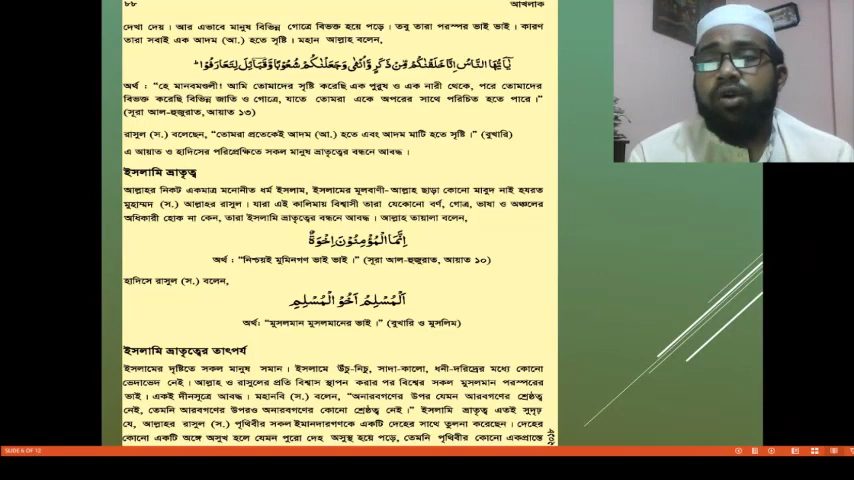 ৮৮
আখলাক
দেখা দেয়। আর এভাবে মানুষ বিভিন্ন গোত্রে বিভক্ত হয়ে পড়ে। তবু তারা পরস্পর ভাই ভাই। কারণ
তারা সবাই এক আদম (আ.) হতে সৃষ্টি। মহান আল্লাহ বলেন,
يٰٓاَيُّهَا النَّاسُ اِنَّا خَلَقْنٰكُمْ مِّنْ ذَكَرٍ وَّاُنْثٰى وَجَعَلْنٰكُمْ شُعُوْبًا وَّقَبَآئِلَ لِتَعَارَفُوْا ؕ
অর্থ : “হে মানবমণ্ডলী! আমি তোমাদের সৃষ্টি করেছি এক পুরুষ ও এক নারী থেকে, পরে তোমাদের
বিভক্ত করেছি বিভিন্ন জাতি ও গোত্রে, যাতে তোমরা একে অপরের সাথে পরিচিত হতে পারে।”
(সূরা আল-হুজুরাত, আয়াত ১৩)
রাসুল (স.) বলেছেন, “তোমরা প্রত্যেকেই আদম (আ.) হতে এবং আদম মাটি হতে সৃষ্টি।” (বুখারি)
এ আয়াত ও হাদিসের পরিপ্রেক্ষিতে সকল মানুষ ভ্রাতৃত্বের বন্ধনে আবদ্ধ।
ইসলামি ভ্রাতৃত্ব
আল্লাহর নিকট একমাত্র মনোনীত ধর্ম ইসলাম, ইসলামের মূলবাণী-আল্লাহ ছাড়া কোনো মাবুদ নাই হযরত
মুহাম্মদ (স.) আল্লাহর রাসুল। যারা এই কালিমায় বিশ্বাসী তারা যেকোনো বর্ণ, গোত্র, ভাষা ও অঞ্চলের
অধিকারী হোক না কেন, তারা ইসলামি ভ্রাতৃত্বের বন্ধনে আবদ্ধ। আল্লাহ তায়ালা বলেন,
اِنَّمَا الْمُؤْمِنُوْنَ اِخْوَةٌ
অর্থ : “নিশ্চয়ই মুমিনগণ ভাই ভাই।” (সূরা আল-হুজুরাত, আয়াত ১০)
হাদিসে রাসুল (স.) বলেন,
اَلْمُسْلِمُ اَخُو الْمُسْلِمِ
অর্থ: “মুসলমান মুসলমানের ভাই।” (বুখারি ও মুসলিম)
ইসলামি ভ্রাতৃত্বের তাৎপর্য
ইসলামের দৃষ্টিতে সকল মানুষ সমান। ইসলামে উঁচু-নিচু, সাদা-কালো, ধনী-দরিদ্রের মধ্যে কোনো
ভেদাভেদ নেই। আল্লাহ ও রাসুলের প্রতি বিশ্বাস স্থাপন করার পর বিশ্বের সকল মুসলমান পরস্পরের
ভাই। একই দীনসূত্রে আবদ্ধ। মহানবি (স.) বলেন, “অনারবগণের উপর যেমন আরবগণের শ্রেষ্ঠত্ব
নেই, তেমনি আরবগণের উপরও অনারবগণের কোনো শ্রেষ্ঠত্ব নেই।” ইসলামি ভ্রাতৃত্ব এতই সুদৃঢ়
যে, আল্লাহর রাসুল (স.) পৃথিবীর সকল ইমানদারগণকে একটি দেহের সাথে তুলনা করেছেন। দেহের
কোনো একটি অঙ্গে অসুখ হলে যেমন পুরো দেহ অসুস্থ হয়ে পড়ে, তেমনি পৃথিবীর কোনো একপ্রান্তে
২০১৮
SLIDE 6 OF 12